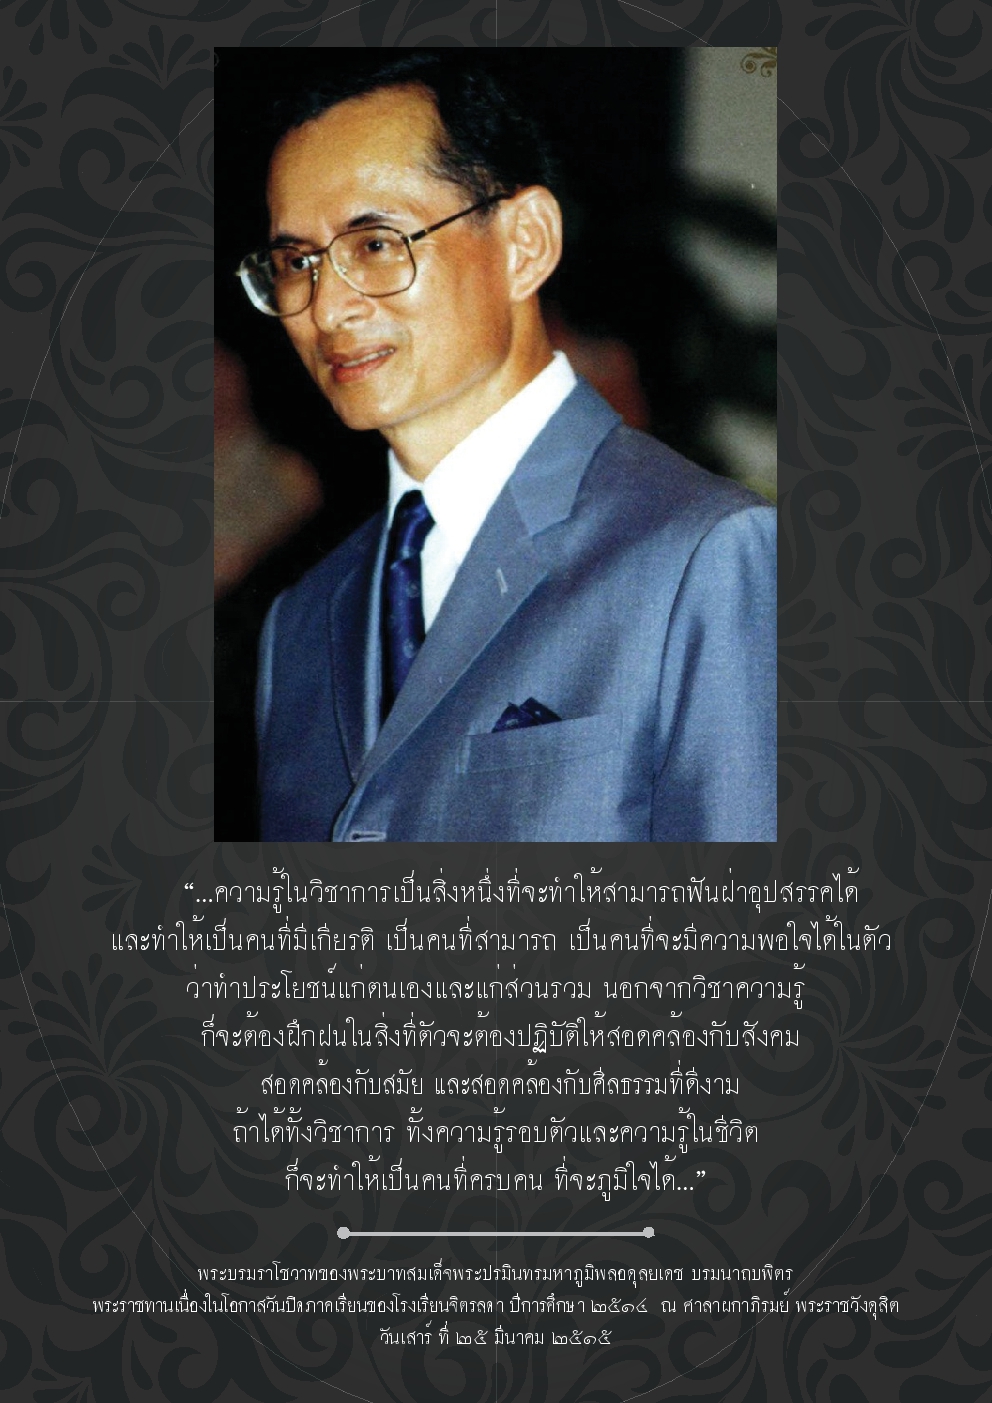 “...ความรู้ในวิชาการเป็นสิ่งหนึ่งที่จะทำให้สามารถฟันฝ่าอุปสรรคได้
และทำให้เป็นคนที่มีเกียรติ เป็นคนที่สามารถ เป็นคนที่จะมีความพอใจได้ในตัว
ว่าทำประโยชน์แก่ตนเองและแก่ส่วนรวม นอกจากวิชาความรู้
ก็จะต้องฝึกฝนในสิ่งที่ตัวจะต้องปฏิบัติให้สอดคล้องกับสังคม
สอดคล้องกับสมัย และสอดคล้องกับศีลธรรมที่ดีงาม
ถ้าได้ทั้งวิชาการ ทั้งความรู้รอบตัวและความรู้ในชีวิต
ก็จะทำให้เป็นคนที่ครบคน ที่จะภูมิใจได้...”
พระบรมราโชวาทของพระบาทสมเด็จพระปรมินทรมหาภูมิพลอดุลยเดช บรมนาถบพิตร
พระราชทานเนื่องในโอกาสวันปิดภาคเรียนของโรงเรียนจิตรลดา ปีการศึกษา ๒๕๑๔ ณ ศาลาผกาภิรมย์ พระราชวังดุสิต
วันเสาร์ ที่ ๒๕ มีนาคม ๒๕๑๕